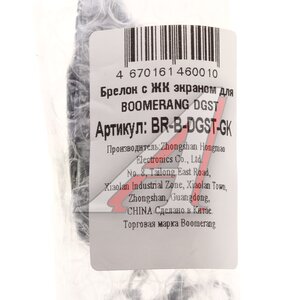 4 670161 460010
Брелок с ЖК экраном для
BOOMERANG DGST
Артикул: BR-B-DGST-GK
Производитель Zhongshan Hongmao
Electronics Co., Ltd.
No. 8, Tailong East Road,
Xiaolan Industrial Zone, Xiaolan Town,
Zhongshan, Guangdong,
CHINA Сделано в Китае.
Торговая марка Boomerang